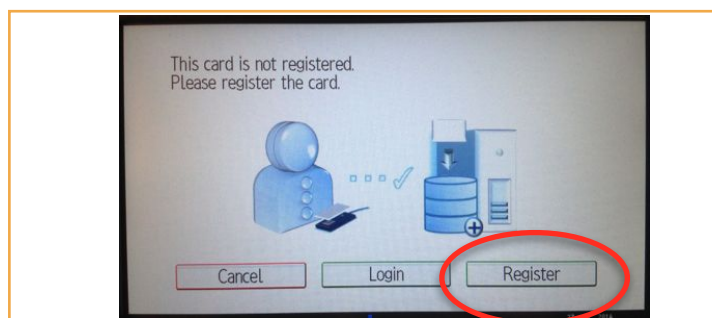 This card is not registered.
Please register the card.
Cancel
Login
Register